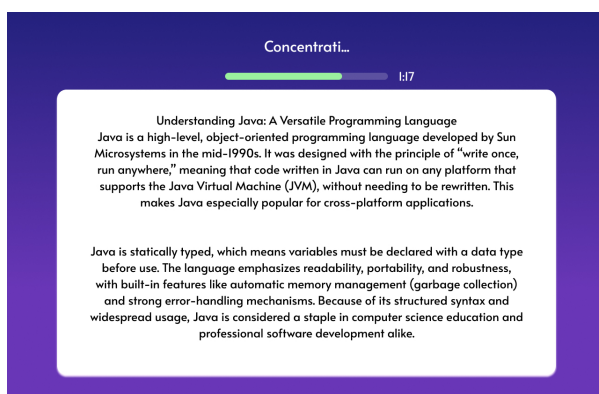 Concentrati...
1:17
Understanding Java: A Versatile Programming Language
Java is a high-level, object-oriented programming language developed by Sun
Microsystems in the mid-1990s. It was designed with the principle of “write once,
run anywhere,” meaning that code written in Java can run on any platform that
supports the Java Virtual Machine (JVM), without needing to be rewritten. This
makes Java especially popular for cross-platform applications.
Java is statically typed, which means variables must be declared with a data type
before use. The language emphasizes readability, portability, and robustness,
with built-in features like automatic memory management (garbage collection)
and strong error-handling mechanisms. Because of its structured syntax and
widespread usage, Java is considered a staple in computer science education and
professional software development alike.